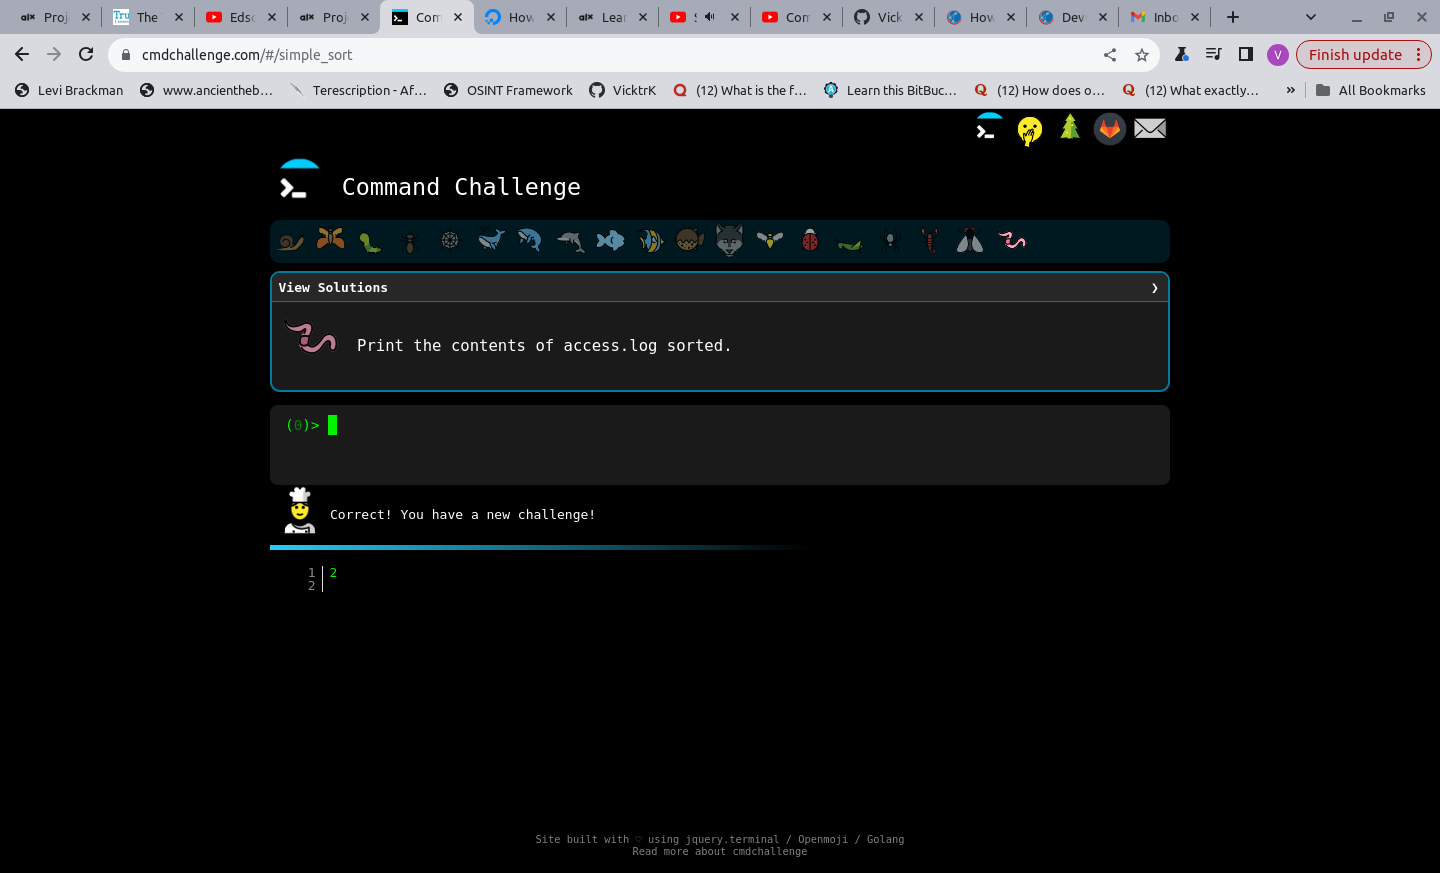 Proj
The
Edsc
Proj
Com
How
Lear
S
Com
Vick
How
Dev
Inbo
cmdchallenge.com/#/simple_sort
V
Finish update
Levi Brackman
www.ancientheb…
Terescription - Af…
OSINT Framework
VicktrK
(12) What is the f…
Learn this BitBuc…
(12) How does o…
(12) What exactly…
»
All Bookmarks
Command Challenge
View Solutions
Print the contents of access.log sorted.
(0)>
Correct! You have a new challenge!
1 2
2
Site built with ♡ using jquery.terminal / Openmoji / Golang
Read more about cmdchallenge